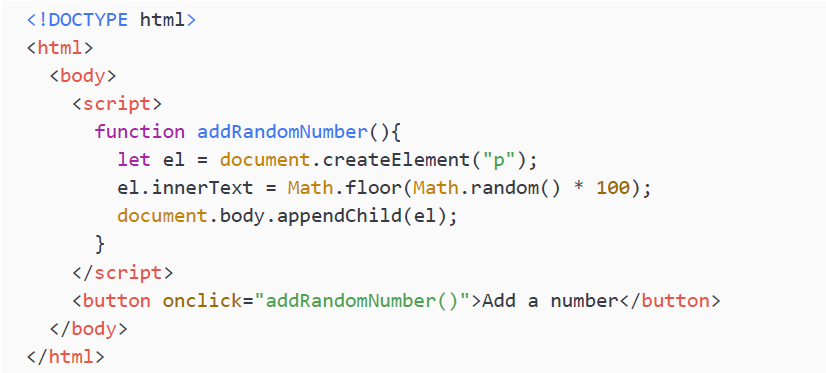 <!DOCTYPE html>
<html>
  <body>
    <script>
      function addRandomNumber(){
        let el = document.createElement("p");
        el.innerText = Math.floor(Math.random() * 100);
        document.body.appendChild(el);
      }
    </script>
    <button onclick="addRandomNumber()">Add a number</button>
  </body>
</html>